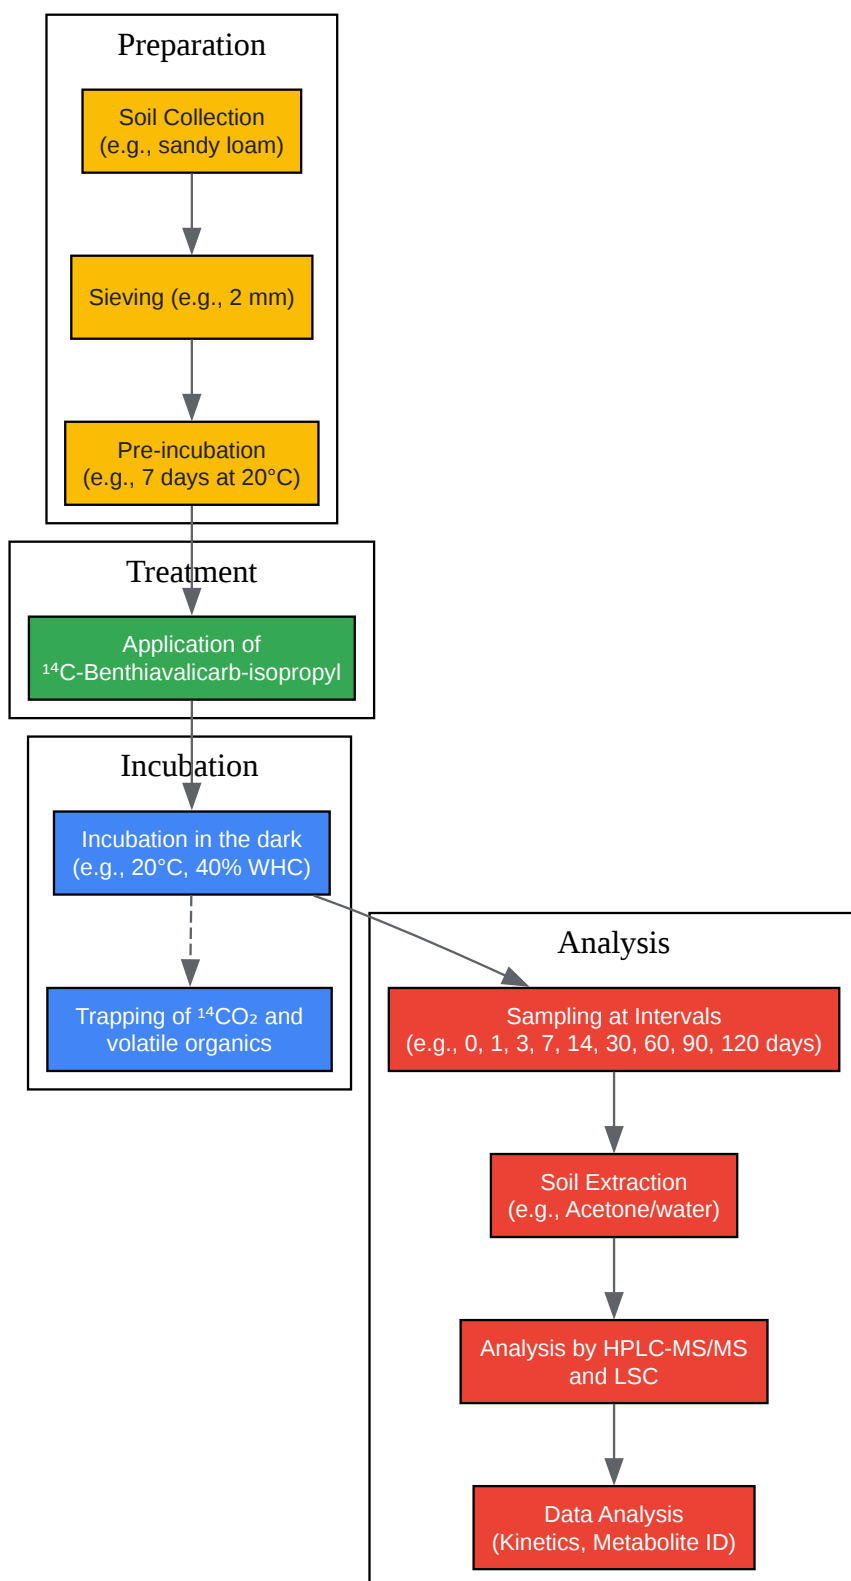 Preparation
Soil Collection
(e.g., sandy loam)
Sieving (e.g., 2 mm)
Pre-incubation
(e.g., 7 days at 20°C)
Treatment
Application of
¹⁴C-Benthiavalicarb-isopropyl
Incubation
Incubation in the dark
(e.g., 20°C, 40% WHC)
Trapping of ¹⁴CO₂ and
volatile organics
Analysis
Sampling at Intervals
(e.g., 0, 1, 3, 7, 14, 30, 60, 90, 120 days)
Soil Extraction
(e.g., Acetone/water)
Analysis by HPLC-MS/MS
and LSC
Data Analysis
(Kinetics, Metabolite ID)